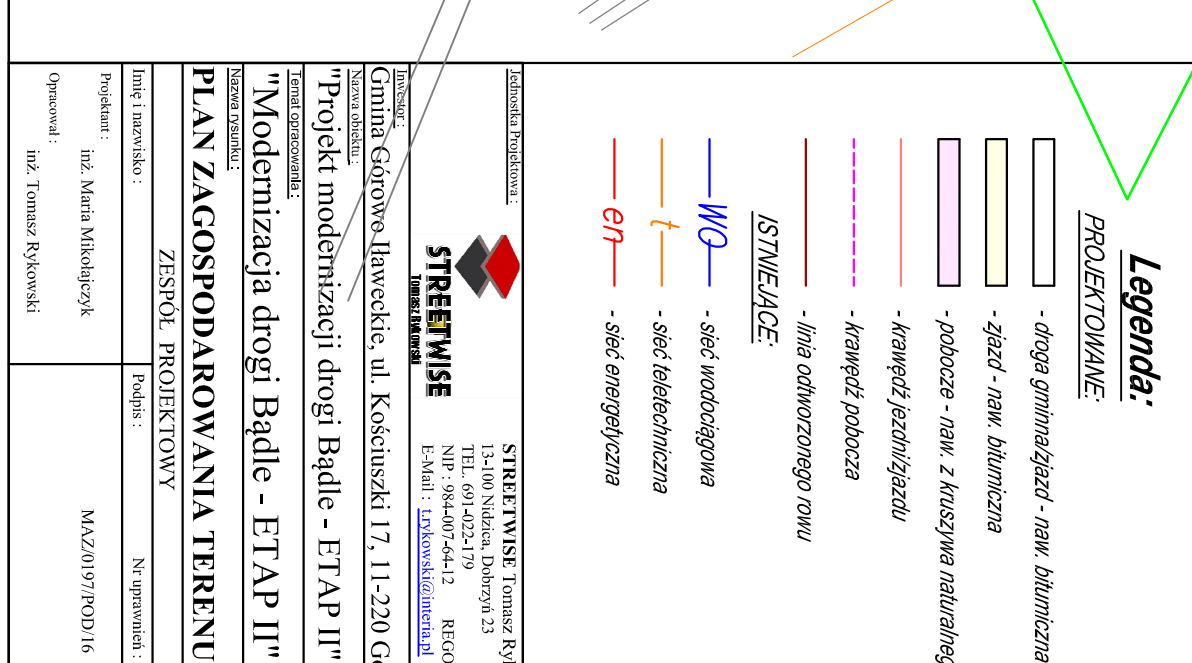 Legenda:
PROJEKTOWANE:
- droga gminna/zjazd - naw. bitumiczna
- zjazd - naw. bitumiczna
- pobocze - naw. z kruszywa naturalneg
- krawędź jezdni/zjazdu
- krawędź pobocza
- linia odtworzonego rowu
ISTNIEJĄCE:
WO - sieć wodociągowa
t - sieć teletechniczna
en - sieć energetyczna
Jednostka Projektowa :
STREETWISE
Tomasz Rykowski
STREETWISE Tomasz Ryk
13-100 Nidzica, Dobrzyń 23
TEL. 691-022-179
NIP : 984-007-64-12 REGO
E-Mail : t.rykowski@interia.pl
Inwestor :
Gmina Górowo Iławeckie, ul. Kościuszki 17, 11-220 Gó
Nazwa obiektu :
"Projekt modernizacji drogi Bądle - ETAP II"
Temat opracowania :
"Modernizacja drogi Bądle - ETAP II"
Nazwa rysunku :
PLAN ZAGOSPODAROWANIA TERENU
ZESPÓŁ PROJEKTOWY
Imię i nazwisko : Podpis : Nr uprawnień :
Projektant :
inż. Maria Mikołajczyk MAZ/0197/POD/16
Opracował :
inż. Tomasz Rykowski